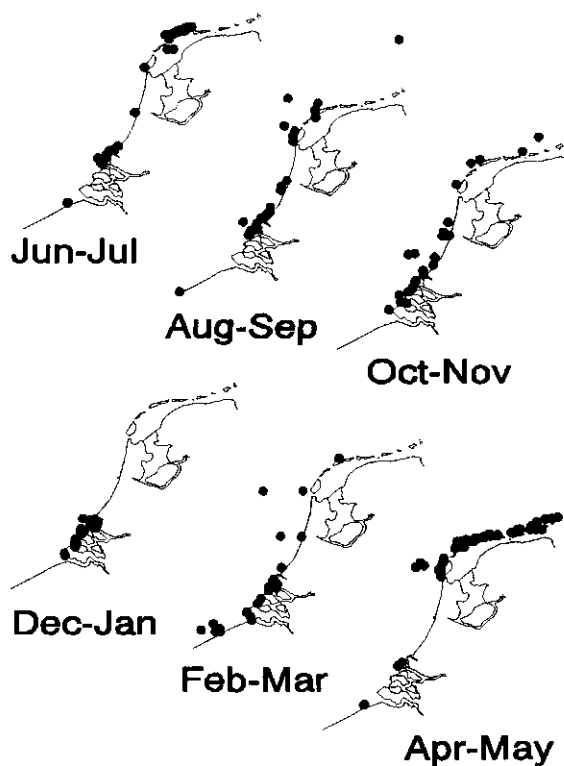 Jun-Jul
Aug-Sep
Oct-Nov
Dec-Jan
Feb-Mar
Apr-May